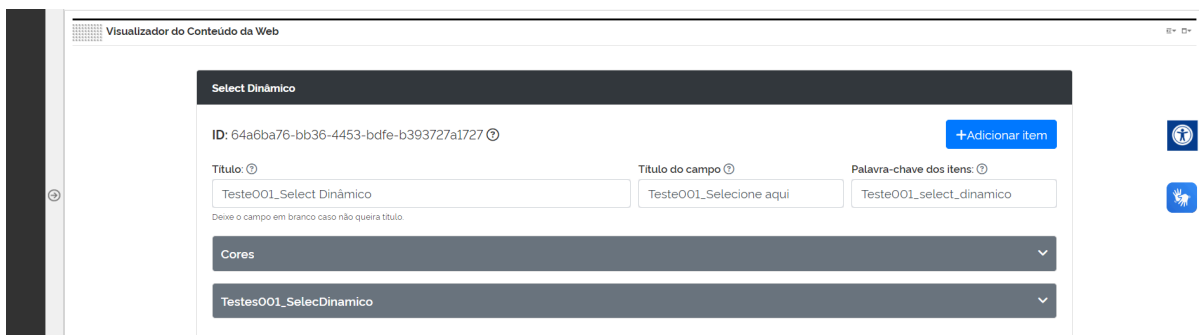 Visualizador do Conteúdo da Web
Select Dinâmico
ID: 64a6ba76-bb36-4453-bdfe-b393727a1727
+Adicionar item
Título: Título do campo Palavra-chave dos itens:
Teste001_Select Dinâmico Teste001_Selecione aqui Teste001_select_dinamico
Deixe o campo em branco caso não queira título.
Cores
Testes001_SelecDinamico